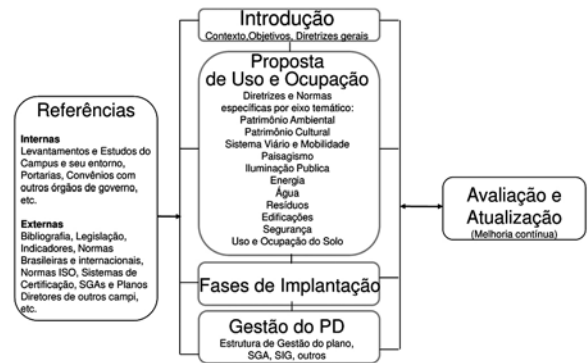 Introdução
Contexto,Objetivos, Diretrizes gerais
Proposta
de Uso e Ocupação
Diretrizes e Normas
específicas por eixo temático:
Patrimônio Ambiental
Patrimônio Cultural
Sistema Viário e Mobilidade
Paisagismo
Iluminação Publica
Energia
Água
Resíduos
Edificações
Segurança
Uso e Ocupação do Solo
Fases de Implantação
Gestão do PD
Estrutura de Gestão do plano,
SGA, SIG, outros
Referências
Internas
Levantamentos e Estudos do
Campus e seu entorno,
Portarias, Convênios com
outros órgãos de governo,
etc.
Externas
Bibliografia, Legislação,
Indicadores, Normas
Brasileiras e internacionais,
Normas ISO, Sistemas de
Certificação, SGAs e Planos
Diretores de outros campi,
etc.
Avaliação e
Atualização
(Melhoria contínua)